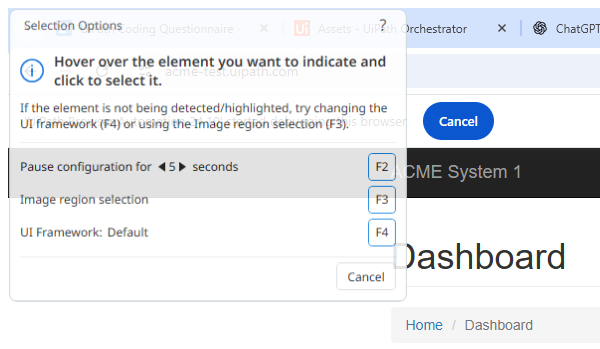 Selection Options ?
Coding Questionnaire
Assets - UiPath Orchestrator
ChatGPT
Hover over the element you want to indicate and
click to select it.
acme-test.uipath.com
If the element is not being detected/highlighted, try changing the
UI framework (F4) or using the Image region selection (F3).
this browser
Cancel
Pause configuration for 5 seconds F2
ACME System 1
Image region selection F3
UI Framework: Default F4
Dashboard
Cancel
Home / Dashboard